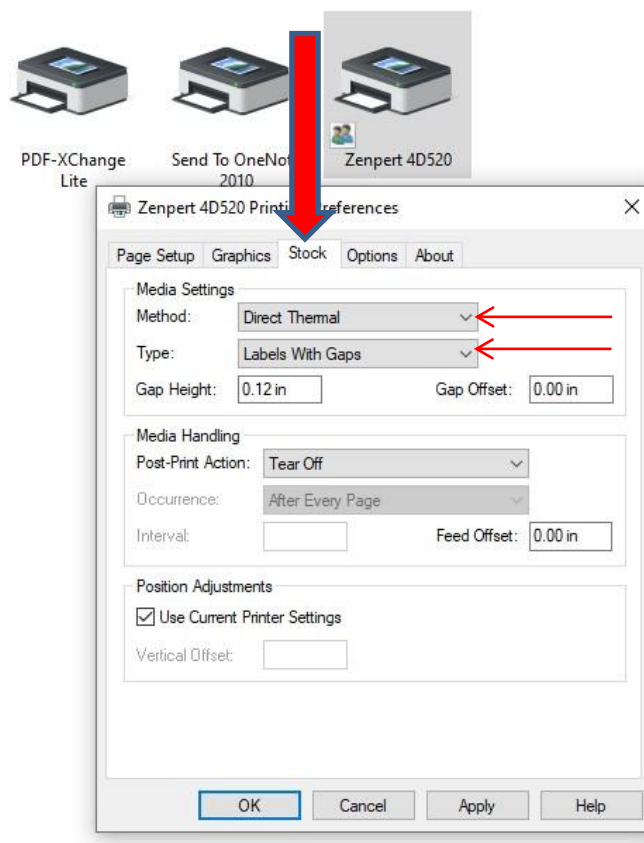 PDF-XChange Lite
Send To OneNot 2010
Zenpert 4D520
Zenpert 4D520 Printi references
Page Setup Graphics Stock Options About
Media Settings
Method: Direct Thermal
Type: Labels With Gaps
Gap Height: 0.12 in Gap Offset: 0.00 in
Media Handling
Post-Print Action: Tear Off
Occurrence: After Every Page
Interval: Feed Offset: 0.00 in
Position Adjustments
Use Current Printer Settings
Vertical Offset:
OK Cancel Apply Help